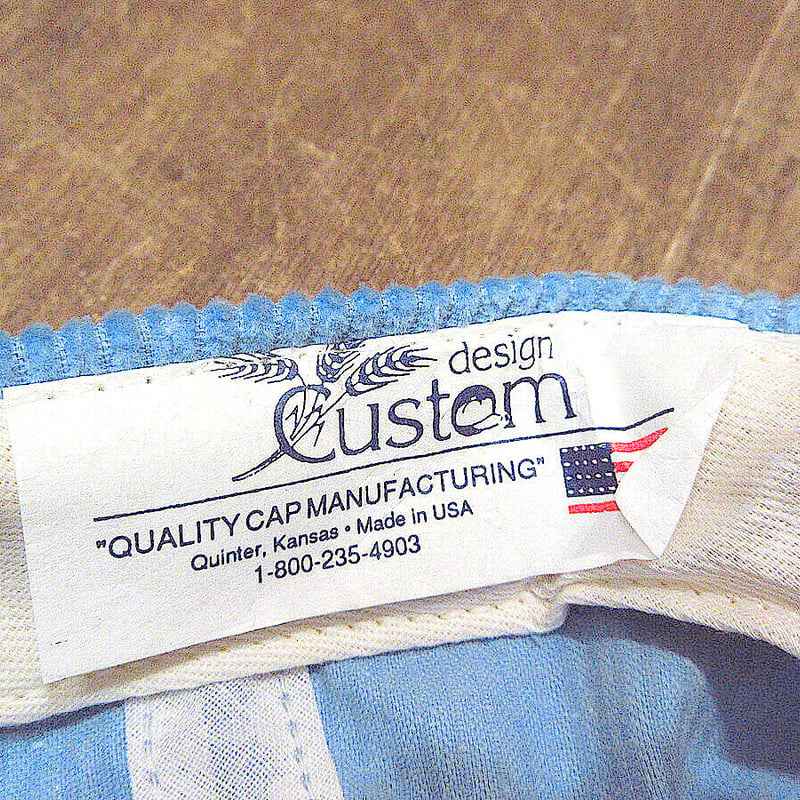 design
Custom
"QUALITY CAP MANUFACTURING"
Quinter, Kansas • Made in USA
1-800-235-4903